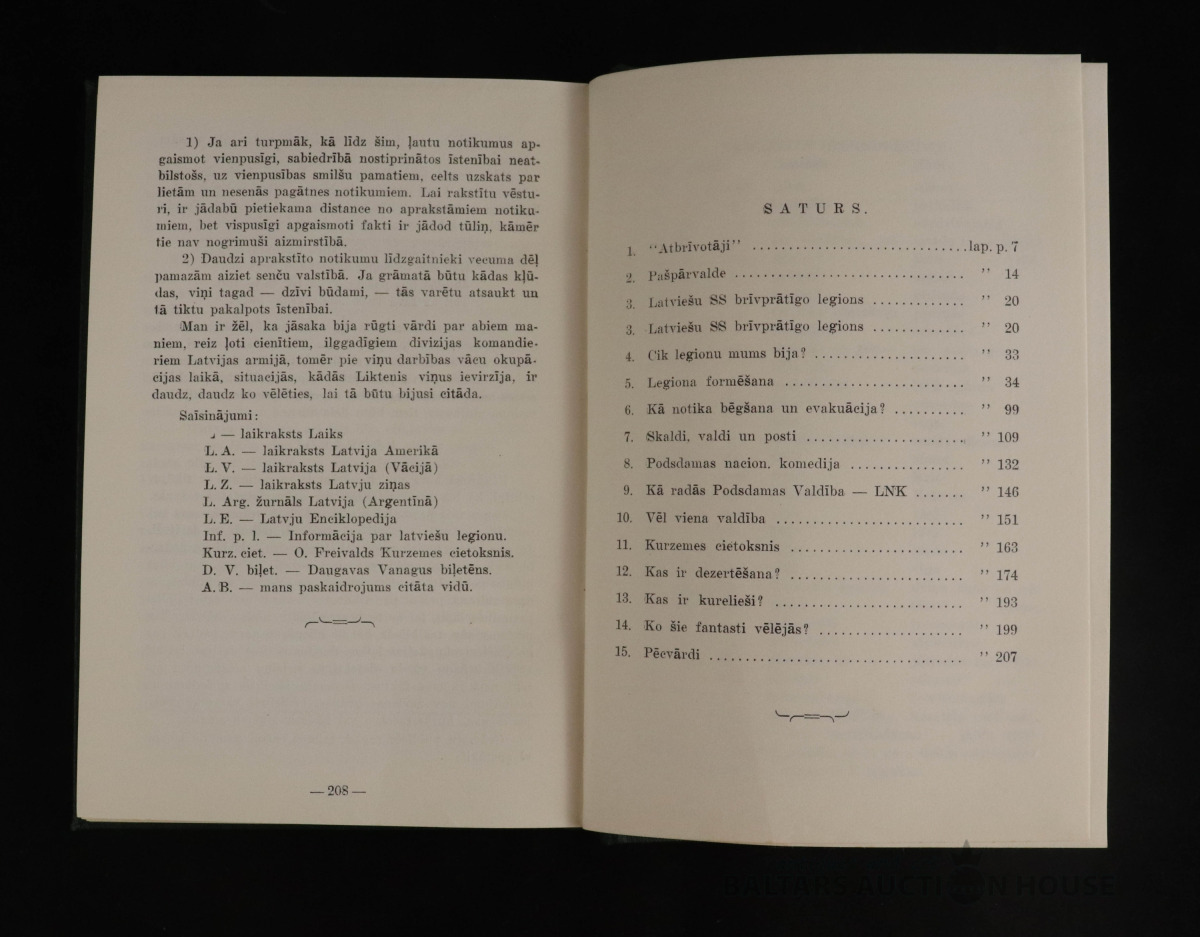 1) Ja ari turpmāk, kā līdz šim, ļautu notikumus ap-
gaismot vienpusīgi, sabiedrībā nostiprinātos īstenībai neat-
bilstošs, uz vienpusības smilšu pamatiem, celts uzskats par
lietām un nesenās pagātnes notikumiem. Lai rakstītu vēstu-
ri, ir jādabū pietiekama distance no aprakstāmiem notiku-
miem, bet vispusīgi apgaismoti fakti ir jādod tūliņ, kāmēr
tie nav nogrimuši aizmirstībā.
2) Daudzi aprakstīto notikumu līdzgaitnieki vecuma dēļ
pamazām aiziet senču valstībā. Ja grāmatā būtu kādas kļū-
das, viņi tagad — dzīvi būdami, — tās varētu atsaukt un
tā tiktu pakalpots īstenībai.
Man ir žēl, ka jāsaka bija rūgti vārdi par abiem ma-
niem, reiz ļoti cienītiem, ilggadīgiem divizijas komandie-
riem Latvijas armijā, tomēr pie viņu darbības vācu okupā-
cijas laikā, situacijās, kādās Liktenis viņus ievirzīja, ir
daudz, daudz ko vēlēties, lai tā būtu bijusi citāda.
Saīsinājumi:
— laikraksts Laiks
L. A. — laikraksts Latvija Amerikā
L. V. — laikraksts Latvija (Vācijā)
L. Z. — laikraksts Latvju ziņas
L. Arg. žurnāls Latvija (Argentīnā)
L. E. — Latvju Enciklopedija
Inf. p. l. — Informācija par latviešu legionu.
Kurz. ciet. — O. Freivalds Kurzemes cietoksnis.
D. V. biļet. — Daugavas Vanagus biļetēns.
A. B. — mans paskaidrojums citāta vidū.
— 208 —
SATURS.
1. "Atbrīvotāji" .............................. lap. p. 7
2. Pašpārvalde ................................ " 14
3. Latviešu SS brīvprātīgo legions ............. " 20
3. Latviešu SS brīvprātīgo legions ............. " 20
4. Cik legionu mums bija? ..................... " 33
5. Legiona formēšana ......................... " 34
6. Kā notika bēgšana un evakuācija? .......... " 99
7. Skaldi, valdi un posti ...................... " 109
8. Podsdamas nacion. komedija ................ " 132
9. Kā radās Podsdamas Valdība — LNK ....... " 146
10. Vēl viena valdība .......................... " 151
11. Kurzemes cietoksnis ........................ " 163
12. Kas ir dezertēšana? ........................ " 174
13. Kas ir kurelieši? .......................... " 193
14. Ko šie fantasti vēlējās? .................... " 199
15. Pēcvārdi ................................... " 207
BALTARS AUCTION HOUSE